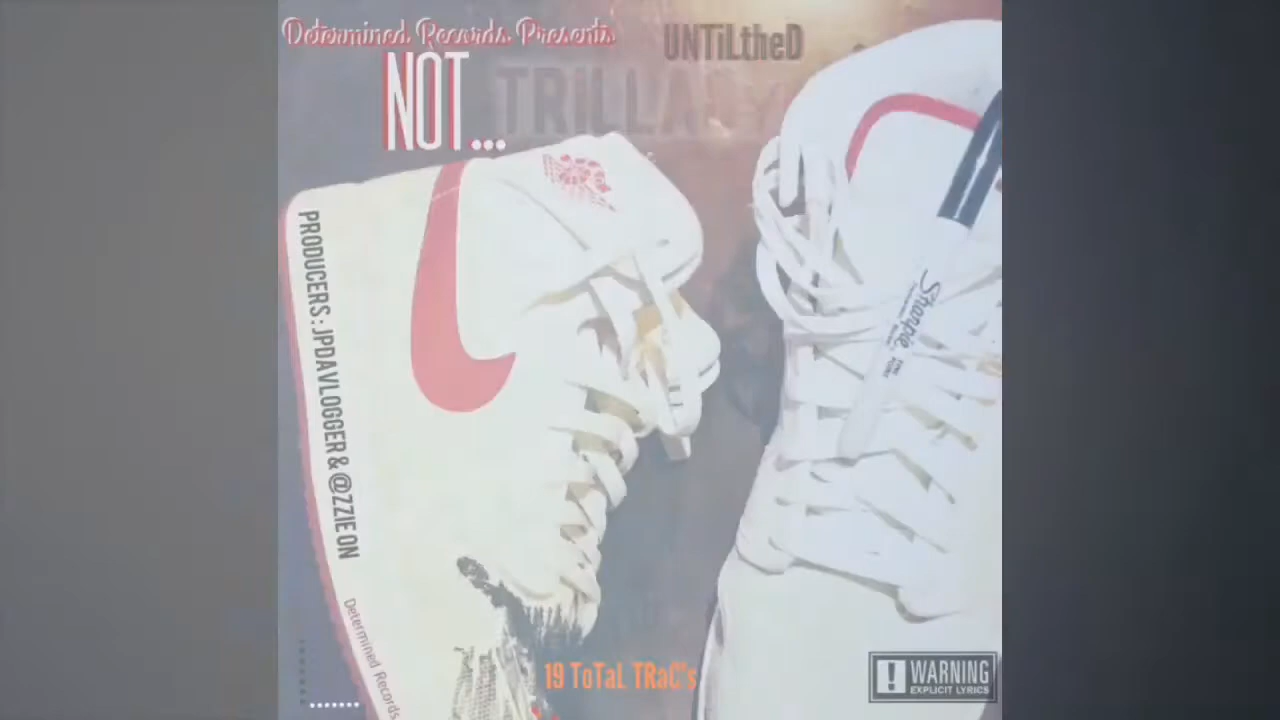 Determined Records Presents
UNTiLtheD
NOT...
PRODUCERS : JPDAVLOGGER & @ZZIE ON
Sharpie
Determined Records
19 ToTaL TRaC's
! WARNING
EXPLICIT LYRICS